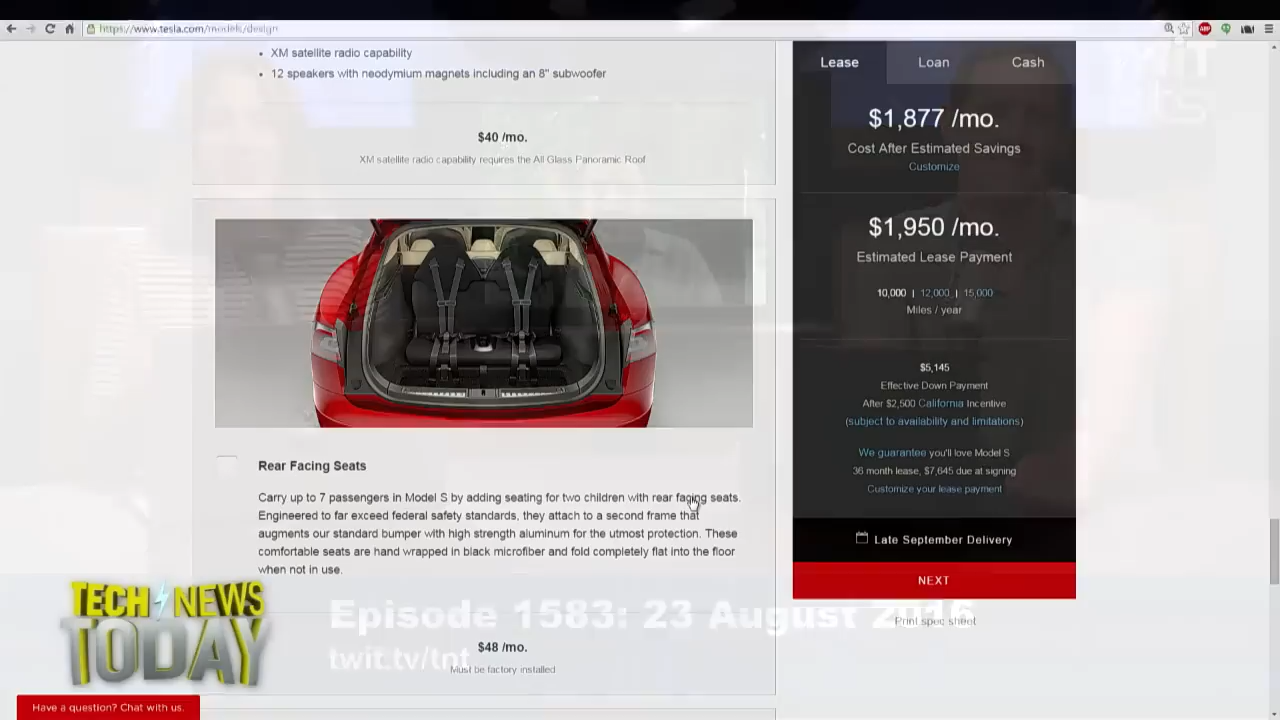 https://www.tesla.com/models/design
XM satellite radio capability
12 speakers with neodymium magnets including an 8" subwoofer
$40 /mo.
XM satellite radio capability requires the All Glass Panoramic Roof
Rear Facing Seats
Carry up to 7 passengers in Model S by adding seating for two children with rear facing seats.
Engineered to far exceed federal safety standards, they attach to a second frame that
augments our standard bumper with high strength aluminum for the utmost protection. These
comfortable seats are hand wrapped in black microfiber and fold completely flat into the floor
when not in use.
$48 /mo.
Must be factory installed
Lease Loan Cash
$1,877 /mo.
Cost After Estimated Savings
Customize
$1,950 /mo.
Estimated Lease Payment
10,000 | 12,000 | 15,000
Miles / year
$5,145
Effective Down Payment
After $2,500 California Incentive
(subject to availability and limitations)
We guarantee you'll love Model S
36 month lease, $7,645 due at signing
Customize your lease payment
Late September Delivery
NEXT
Print spec sheet
TECH NEWS
TODAY
Episode 1583: 23 August 2016
twit.tv/tnt
Have a question? Chat with us.
ABP